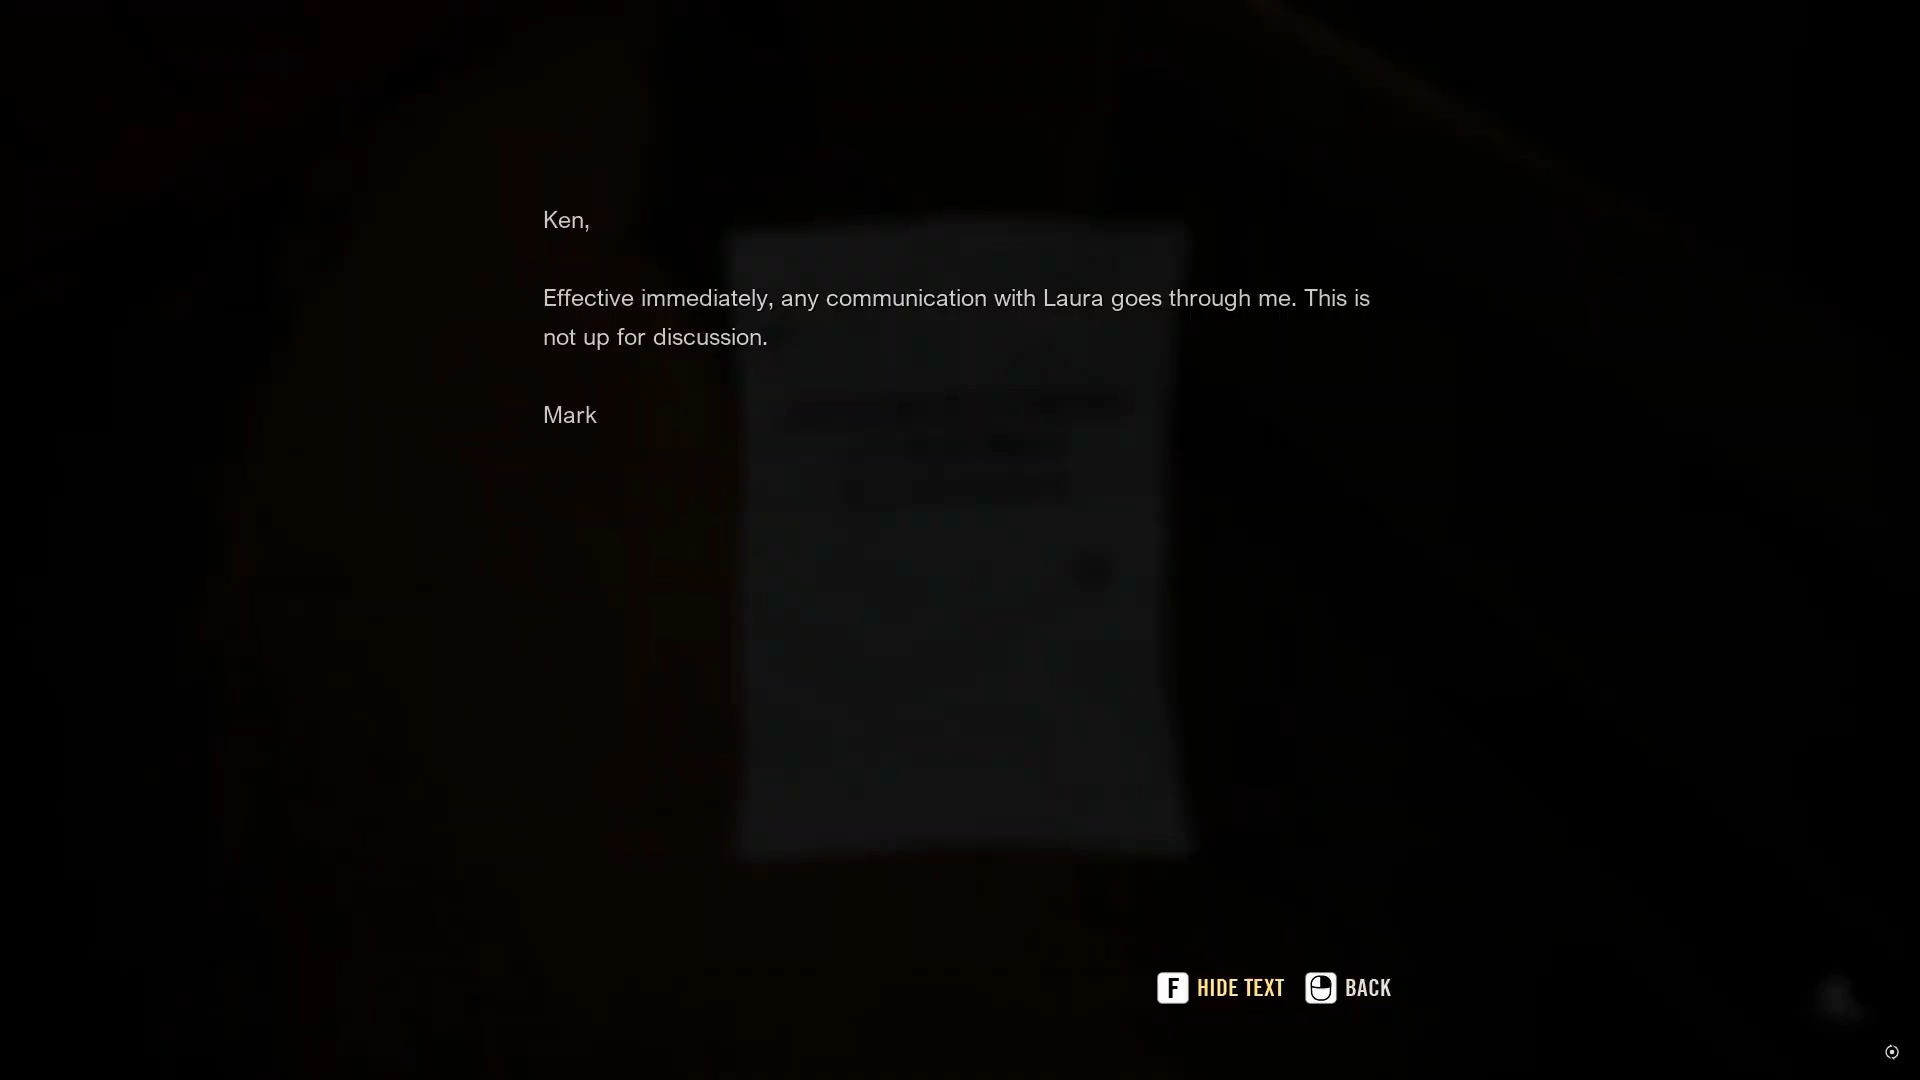 Ken,
Effective immediately, any communication with Laura goes through me. This is
not up for discussion.
Mark
F HIDE TEXT BACK